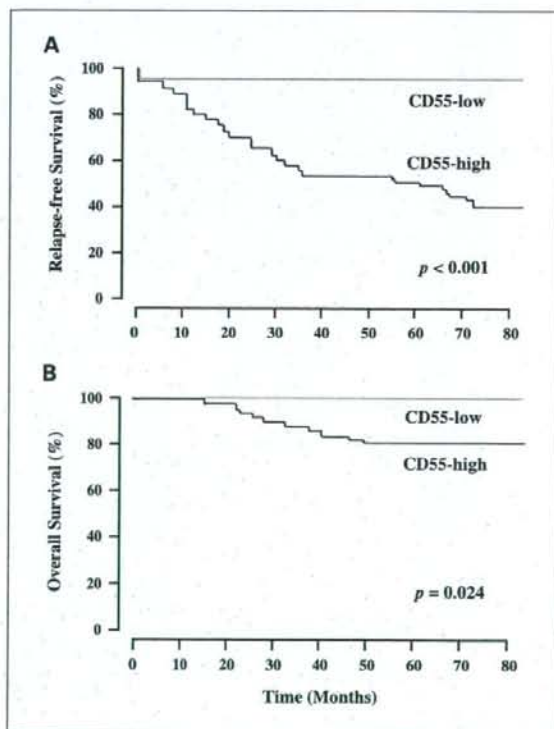 A
Relapse-free Survival (%)
100
80
60
40
20
0
CD55-low
CD55-high
p < 0.001
0 10 20 30 40 50 60 70 80
B
Overall Survival (%)
100
80
60
40
20
0
CD55-low
CD55-high
p = 0.024
0 10 20 30 40 50 60 70 80
Time (Months)